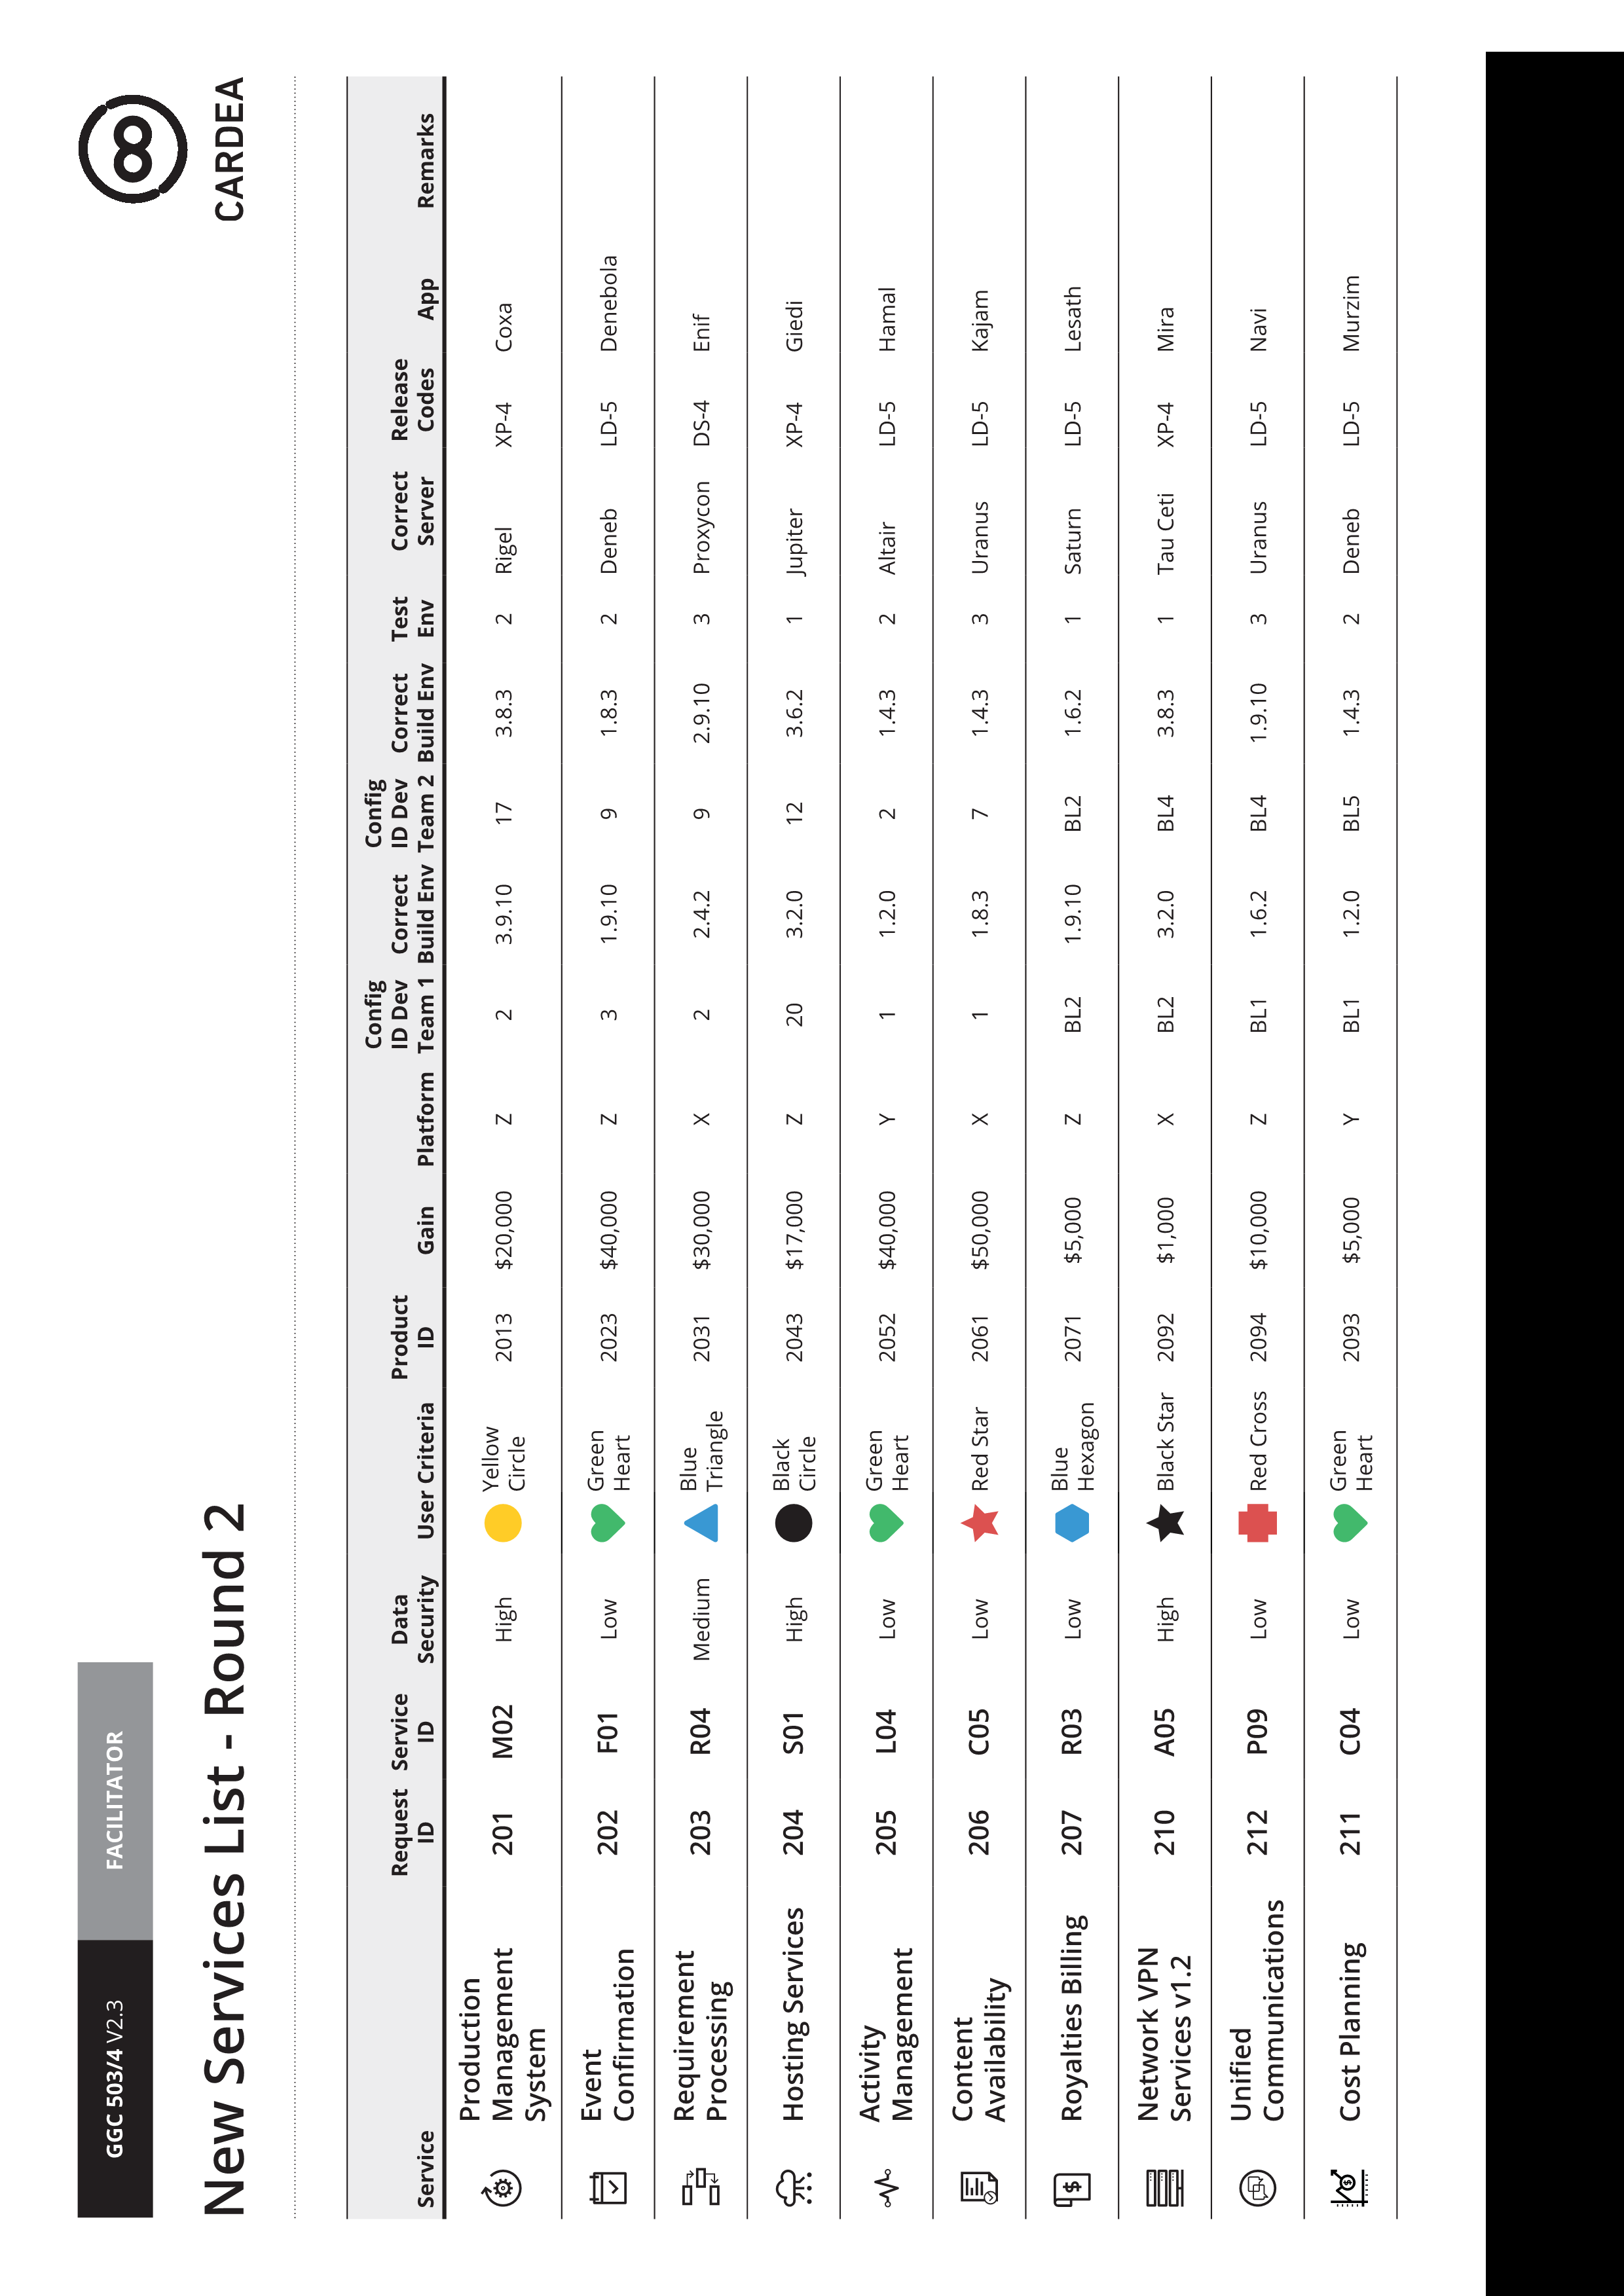 GGC 503/4 V2.3 FACILITATOR
CARDEA
New Services List - Round 2
Service Request ID Service ID Data Security User Criteria Product ID Gain Platform Config ID Dev Team 1 Correct Build Env Config ID Dev Team 2 Correct Build Env Test Env Correct Server Release Codes App Remarks
Production Management System 201 M02 High Yellow Circle 2013 $20,000 Z 2 3.9.10 17 3.8.3 2 Rigel XP-4 Coxa
Event Confirmation 202 F01 Low Green Heart 2023 $40,000 Z 3 1.9.10 9 1.8.3 2 Deneb LD-5 Denebola
Requirement Processing 203 R04 Medium Blue Triangle 2031 $30,000 X 2 2.4.2 9 2.9.10 3 Proxycon DS-4 Enif
Hosting Services 204 S01 High Black Circle 2043 $17,000 Z 20 3.2.0 12 3.6.2 1 Jupiter XP-4 Giedi
Activity Management 205 L04 Low Green Heart 2052 $40,000 Y 1 1.2.0 2 1.4.3 2 Altair LD-5 Hamal
Content Availability 206 C05 Low Red Star 2061 $50,000 X 1 1.8.3 7 1.4.3 3 Uranus LD-5 Kajam
Royalties Billing 207 R03 Low Blue Hexagon 2071 $5,000 Z BL2 1.9.10 BL2 1.6.2 1 Saturn LD-5 Lesath
Network VPN Services v1.2 210 A05 High Black Star 2092 $1,000 X BL2 3.2.0 BL4 3.8.3 1 Tau Ceti XP-4 Mira
Unified Communications 212 P09 Low Red Cross 2094 $10,000 Z BL1 1.6.2 BL4 1.9.10 3 Uranus LD-5 Navi
Cost Planning 211 C04 Low Green Heart 2093 $5,000 Y BL1 1.2.0 BL5 1.4.3 2 Deneb LD-5 Murzim